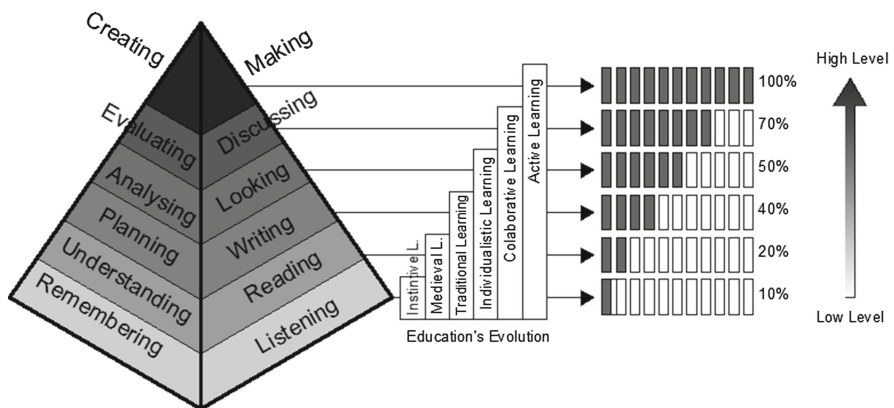 Creating
Making
Evaluating
Discussing
Analysing
Looking
Planning
Writing
Understanding
Reading
Remembering
Listening
Instintive L.
Medieval L.
Traditional Learning
Individualistic Learning
Colaborative Learning
Active Learning
Education's Evolution
100%
70%
50%
40%
20%
10%
High Level
Low Level